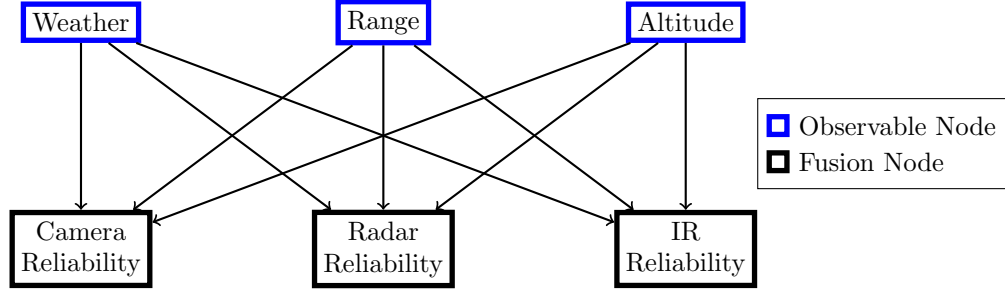 Weather
Range
Altitude
Observable Node
Fusion Node
Camera
Reliability
Radar
Reliability
IR
Reliability